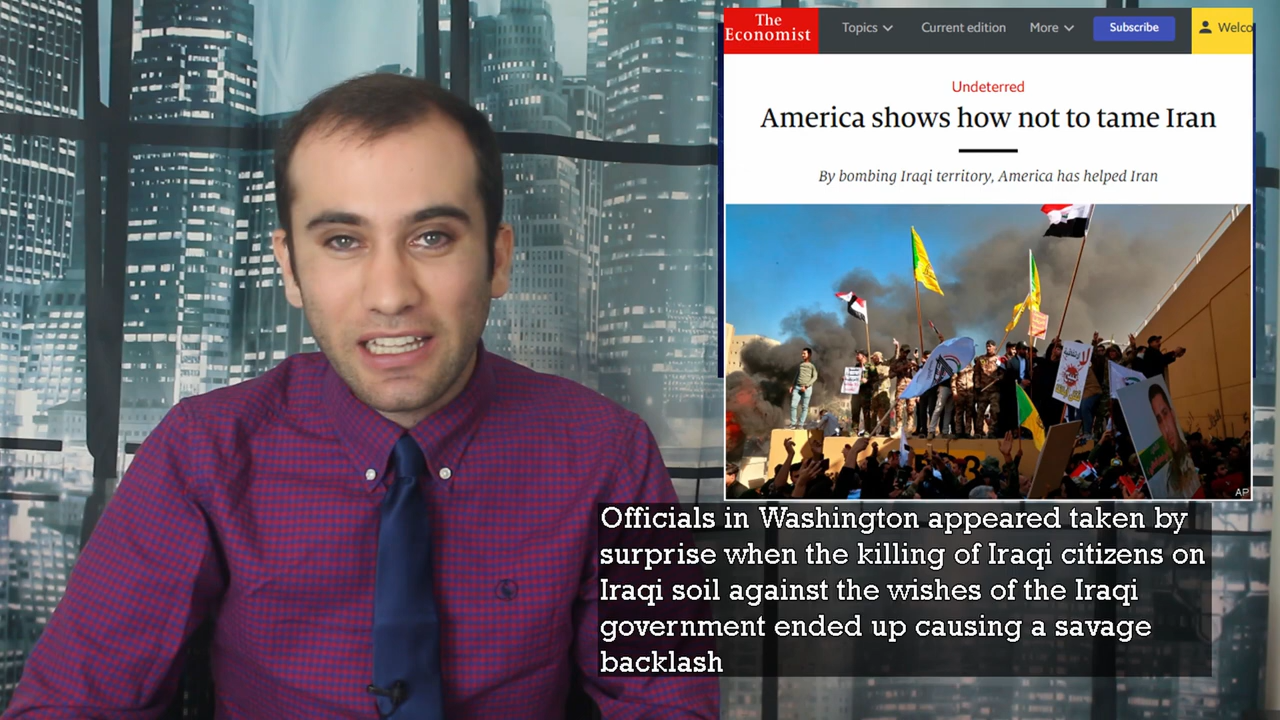 The
Economist
Topics
Current edition
More
Subscribe
Welco
Undeterred
America shows how not to tame Iran
By bombing Iraqi territory, America has helped Iran
AP
Officials in Washington appeared taken by
surprise when the killing of Iraqi citizens on
Iraqi soil against the wishes of the Iraqi
government ended up causing a savage
backlash